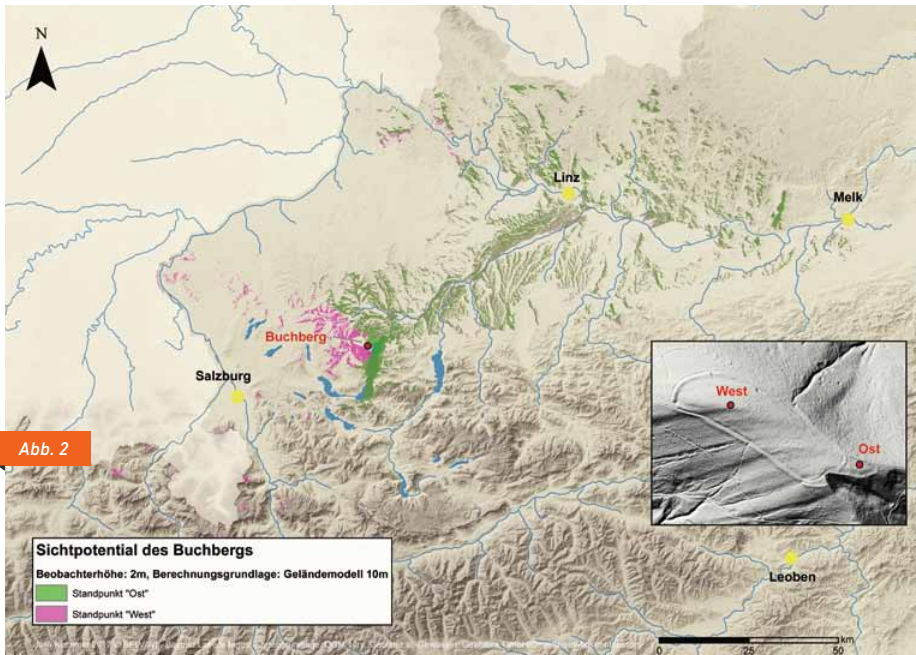 N
Linz
Melk
Buchberg
Salzburg
West
Ost
Abb. 2
Sichtpotential des Buchbergs
Beobachterhöhe: 2m, Berechnungsgrundlage: Geländemodell 10m
Standpunkt "Ost"
Standpunkt "West"
Leoben
0 25 50
km